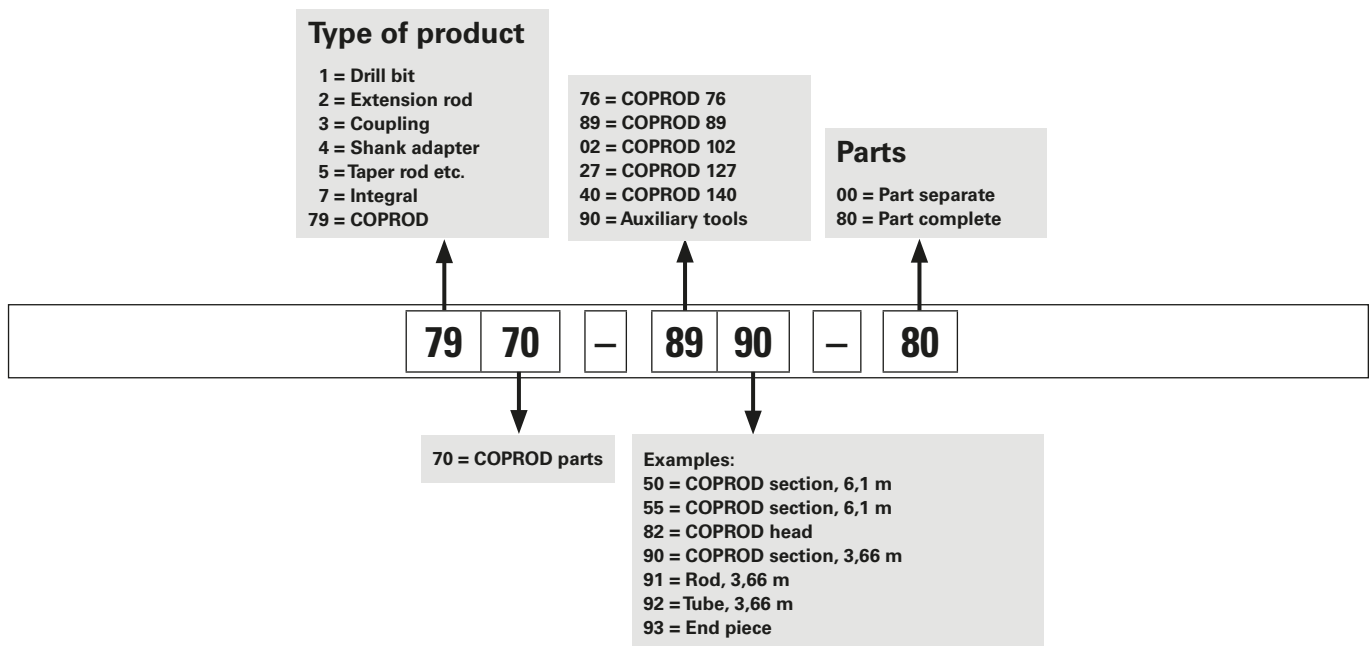 Type of product
1 = Drill bit
2 = Extension rod
3 = Coupling
4 = Shank adapter
5 = Taper rod etc.
7 = Integral
79 = COPROD
76 = COPROD 76
89 = COPROD 89
02 = COPROD 102
27 = COPROD 127
40 = COPROD 140
90 = Auxiliary tools
Parts
00 = Part separate
80 = Part complete
79 70 – 89 90 – 80
70 = COPROD parts
Examples:
50 = COPROD section, 6,1 m
55 = COPROD section, 6,1 m
82 = COPROD head
90 = COPROD section, 3,66 m
91 = Rod, 3,66 m
92 = Tube, 3,66 m
93 = End piece